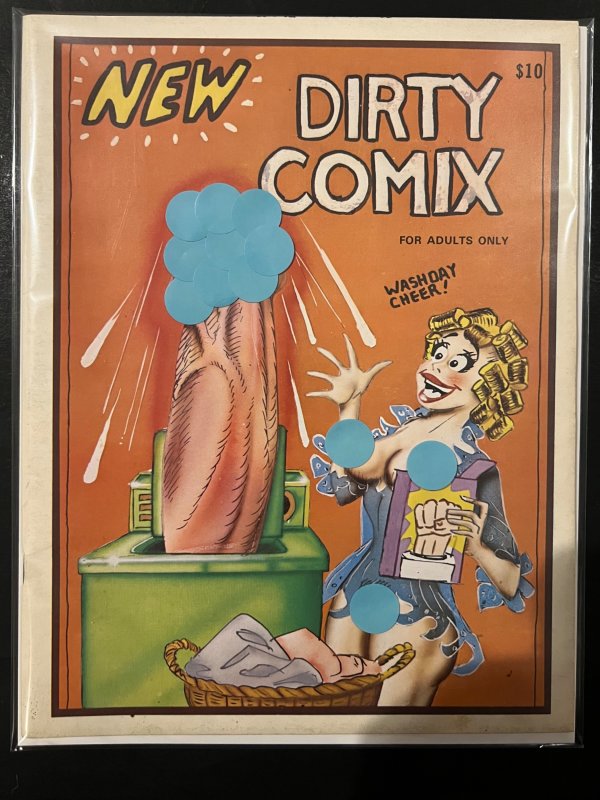 NEW
DIRTY
COMIX
$10
FOR ADULTS ONLY
WASHDAY
CHEER!